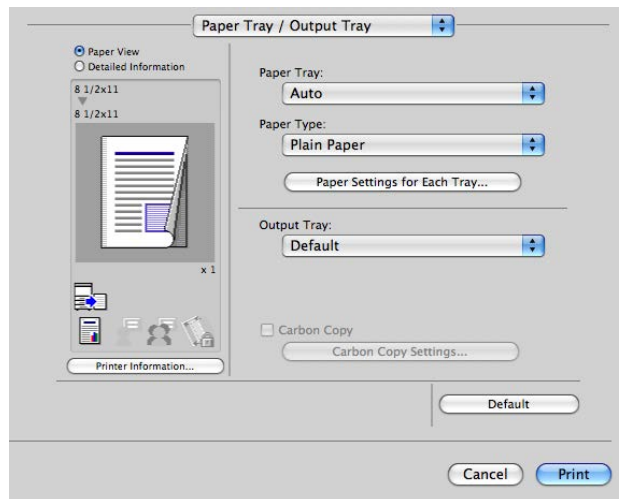 Paper Tray / Output Tray
Paper View
Detailed Information
8 1/2x11
8 1/2x11
x 1
Printer Information...
Paper Tray:
Auto
Paper Type:
Plain Paper
Paper Settings for Each Tray...
Output Tray:
Default
Carbon Copy
Carbon Copy Settings...
Default
Cancel
Print